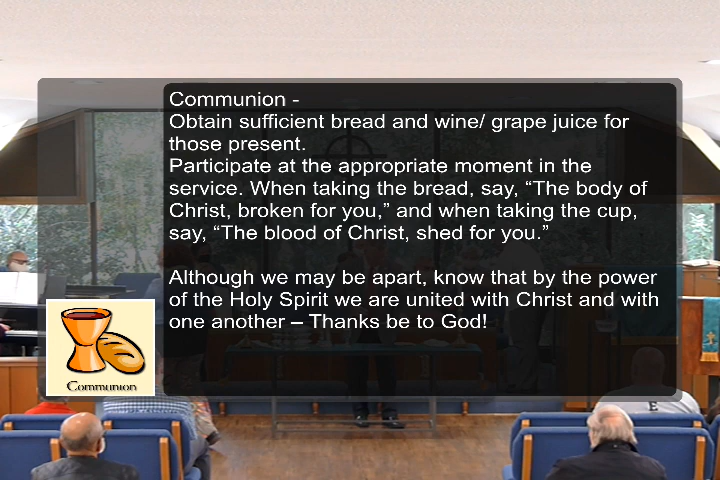 Communion -
Obtain sufficient bread and wine/ grape juice for
those present.
Participate at the appropriate moment in the
service. When taking the bread, say, “The body of
Christ, broken for you,” and when taking the cup,
say, “The blood of Christ, shed for you.”
Although we may be apart, know that by the power
of the Holy Spirit we are united with Christ and with
one another – Thanks be to God!
Communion
E